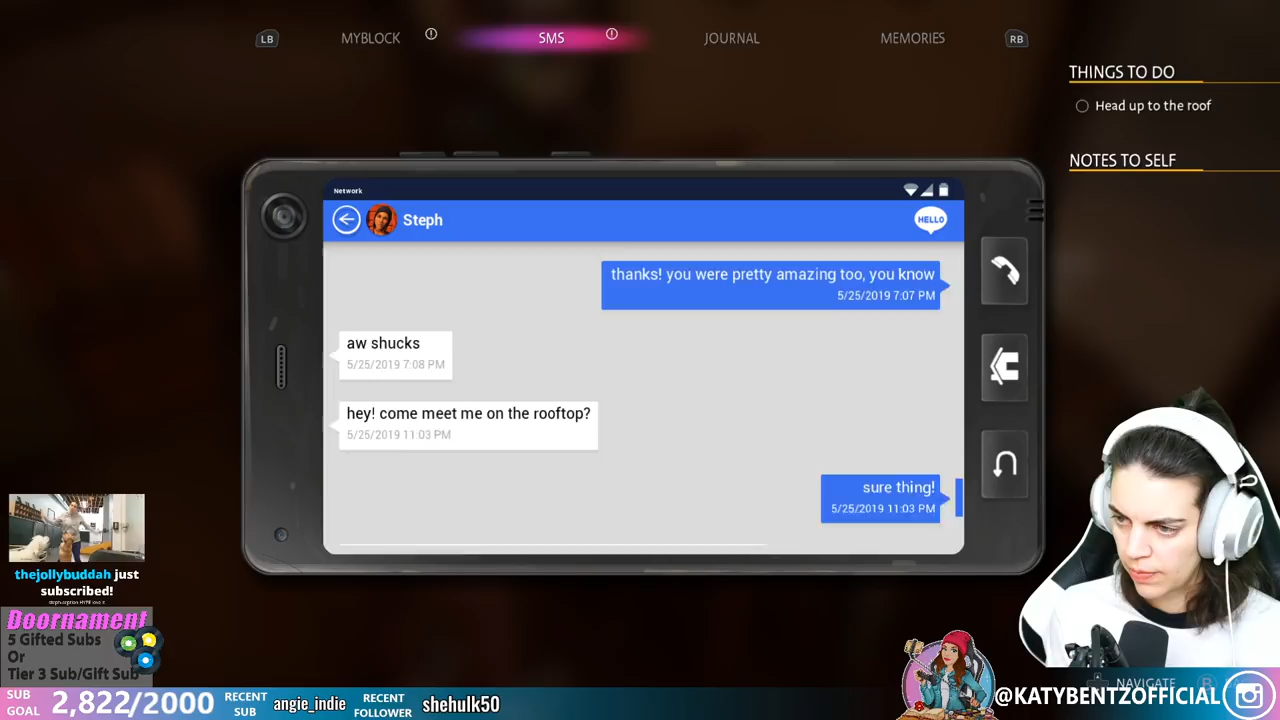 LB
MYBLOCK
SMS
JOURNAL
MEMORIES
RB
THINGS TO DO
Head up to the roof
NOTES TO SELF
Network
Steph
HELLO
thanks! you were pretty amazing too, you know
5/25/2019 7:07 PM
aw shucks
5/25/2019 7:08 PM
hey! come meet me on the rooftop?
5/25/2019 11:03 PM
sure thing!
5/25/2019 11:03 PM
thejollybuddah just
subscribed!
Doornament
5 Gifted Subs
Or
Tier 3 Sub/Gift Sub
NAVIGATE
SUB
GOAL
2,822/2000
RECENT
SUB
angie_indie
RECENT
FOLLOWER
shehulk50
@KATYBENTZOFFICIAL